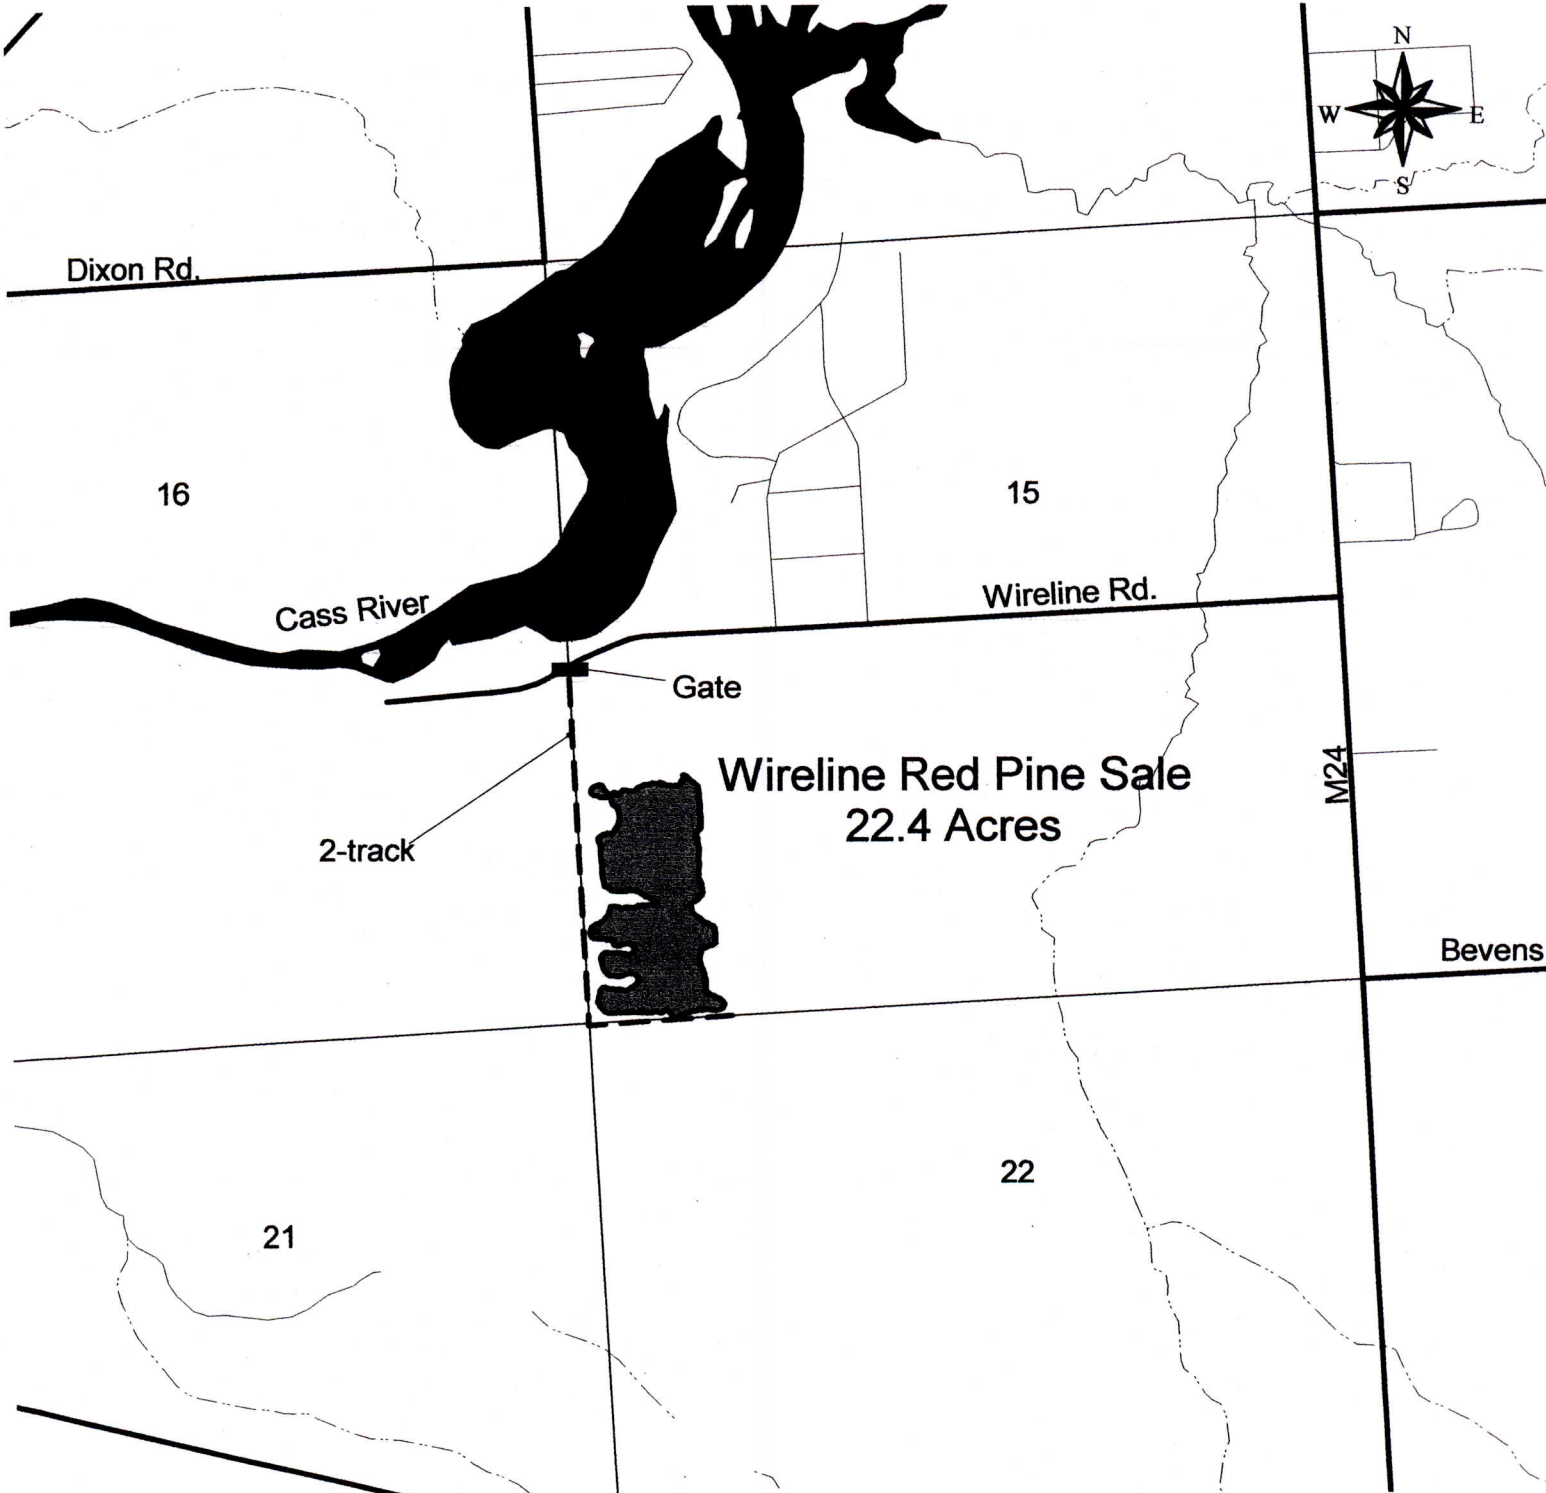 N
W
E
S
Dixon Rd.
16
15
Cass River
Wireline Rd.
Gate
Wireline Red Pine Sale
22.4 Acres
M24
2-track
Bevens
22
21